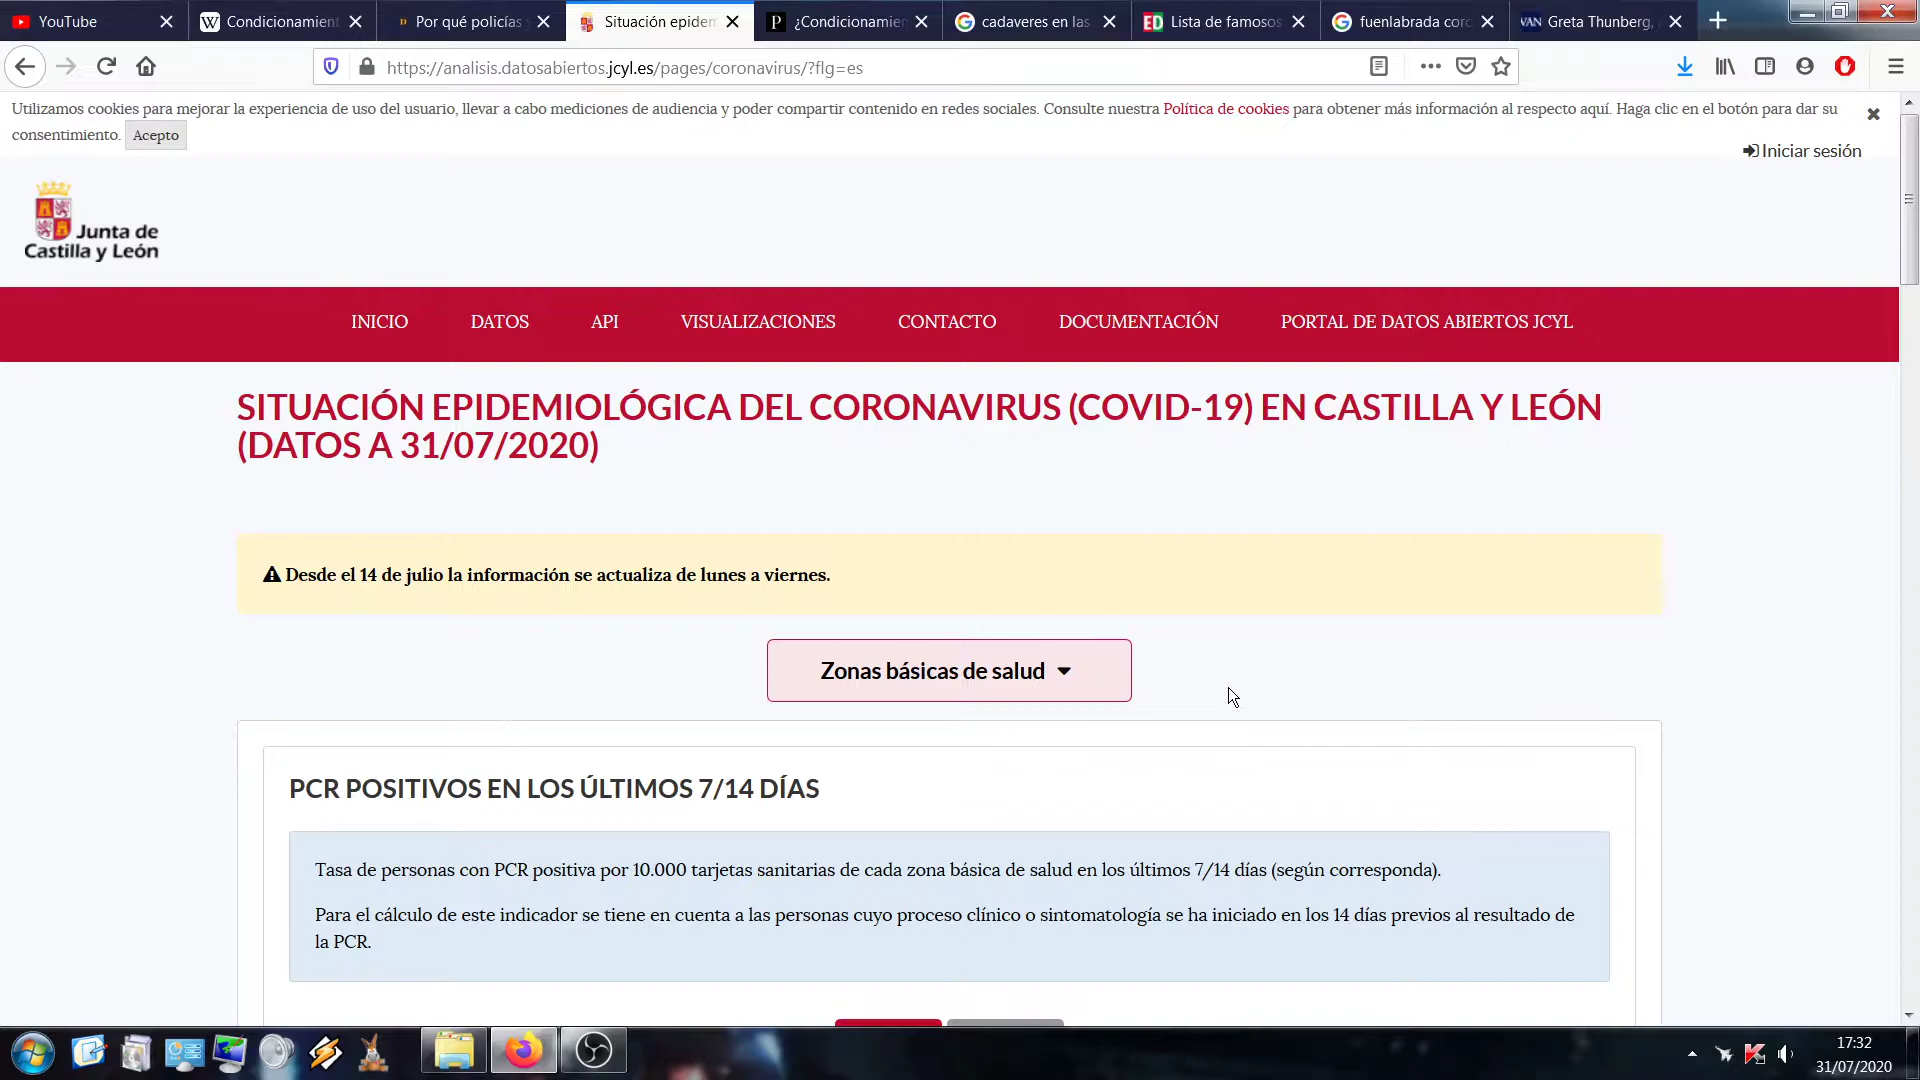 YouTube
Condicionamient
Por qué policías
Situación epidem
¿Condicionamien
cadaveres en las
Lista de famosos
fuenlabrada coro
VAN Greta Thunberg,
https://analisis.datosabiertos.jcyl.es/pages/coronavirus/?flg=es
Utilizamos cookies para mejorar la experiencia de uso del usuario, llevar a cabo mediciones de audiencia y poder compartir contenido en redes sociales. Consulte nuestra Política de cookies para obtener más información al respecto aquí. Haga clic en el botón para dar su
consentimiento. Acepto
Iniciar sesión
Junta de
Castilla y León
INICIO DATOS API VISUALIZACIONES CONTACTO DOCUMENTACIÓN PORTAL DE DATOS ABIERTOS JCYL
SITUACIÓN EPIDEMIOLÓGICA DEL CORONAVIRUS (COVID-19) EN CASTILLA Y LEÓN
(DATOS A 31/07/2020)
Desde el 14 de julio la información se actualiza de lunes a viernes.
Zonas básicas de salud
PCR POSITIVOS EN LOS ÚLTIMOS 7/14 DÍAS
Tasa de personas con PCR positiva por 10.000 tarjetas sanitarias de cada zona básica de salud en los últimos 7/14 días (según corresponda).
Para el cálculo de este indicador se tiene en cuenta a las personas cuyo proceso clínico o sintomatología se ha iniciado en los 14 días previos al resultado de
la PCR.
17:32
31/07/2020